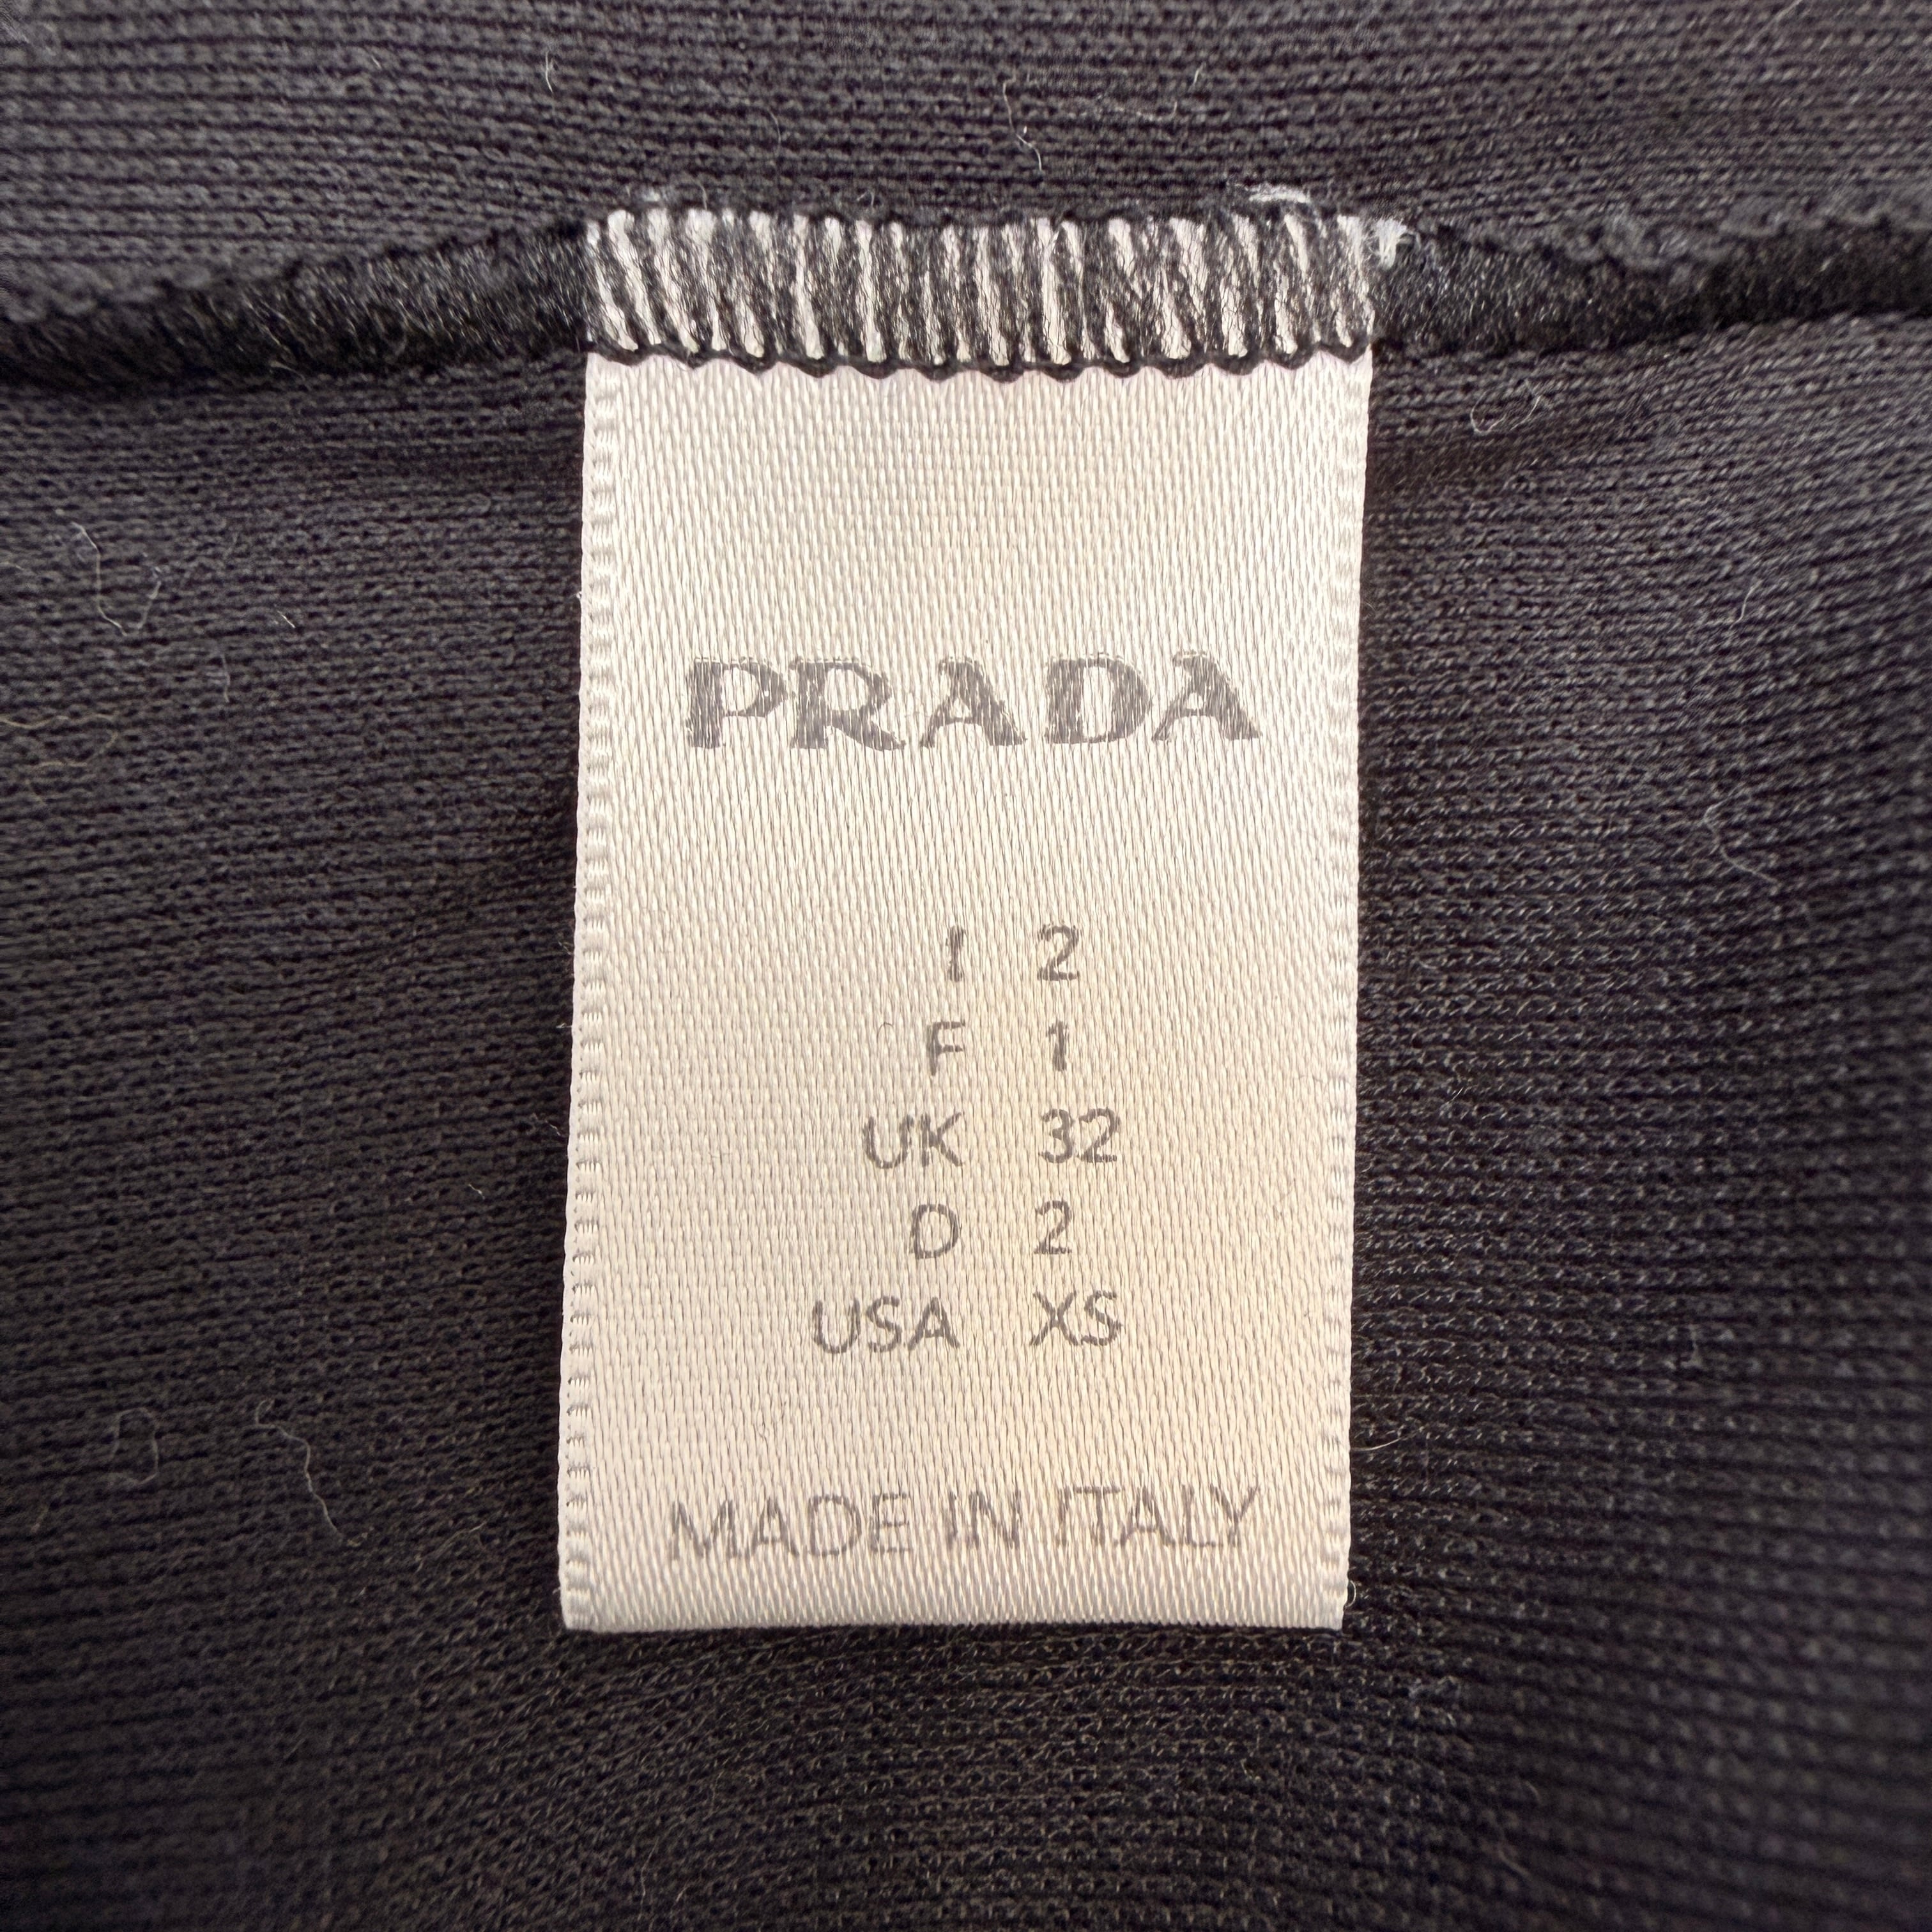 PRADA
I 2
F 1
UK 32
D 2
USA XS
MADE IN ITALY